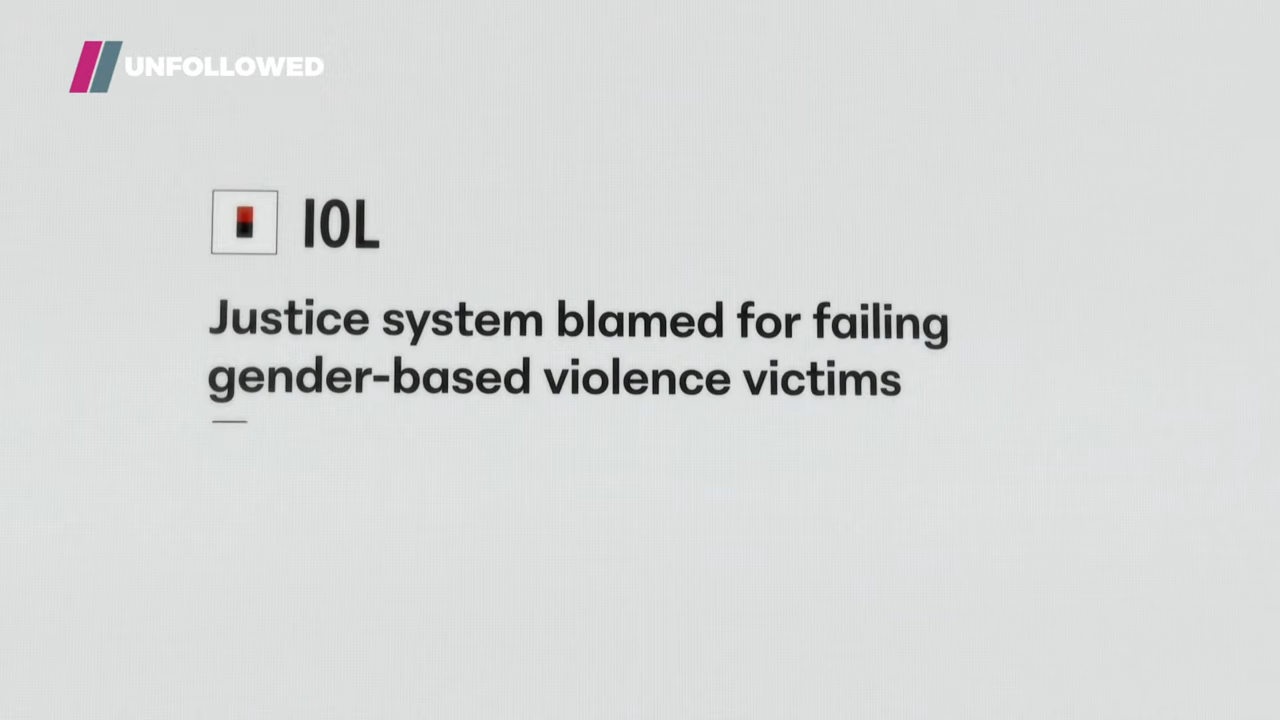 UNFOLLOWED
IOL
Justice system blamed for failing
gender-based violence victims